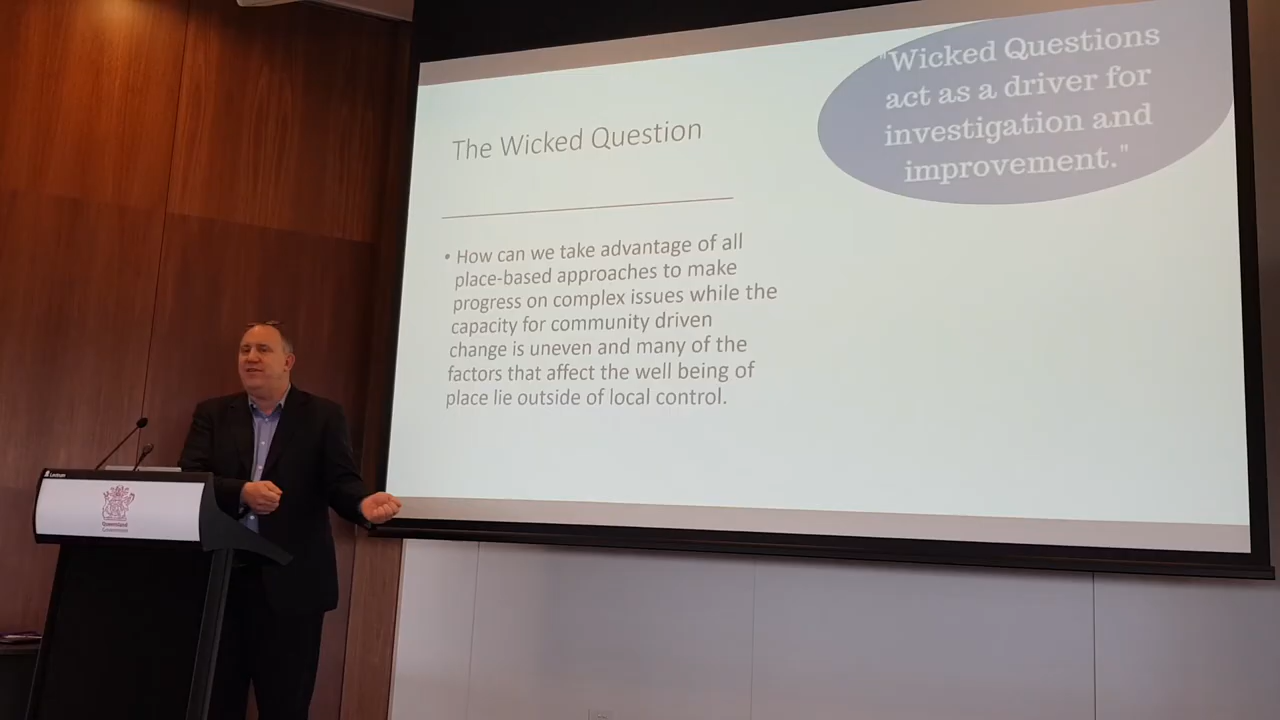 The Wicked Question
• How can we take advantage of all
place-based approaches to make
progress on complex issues while the
capacity for community driven
change is uneven and many of the
factors that affect the well being of
place lie outside of local control.
"Wicked Questions
act as a driver for
investigation and
improvement."
Lectrum
Queensland
Government